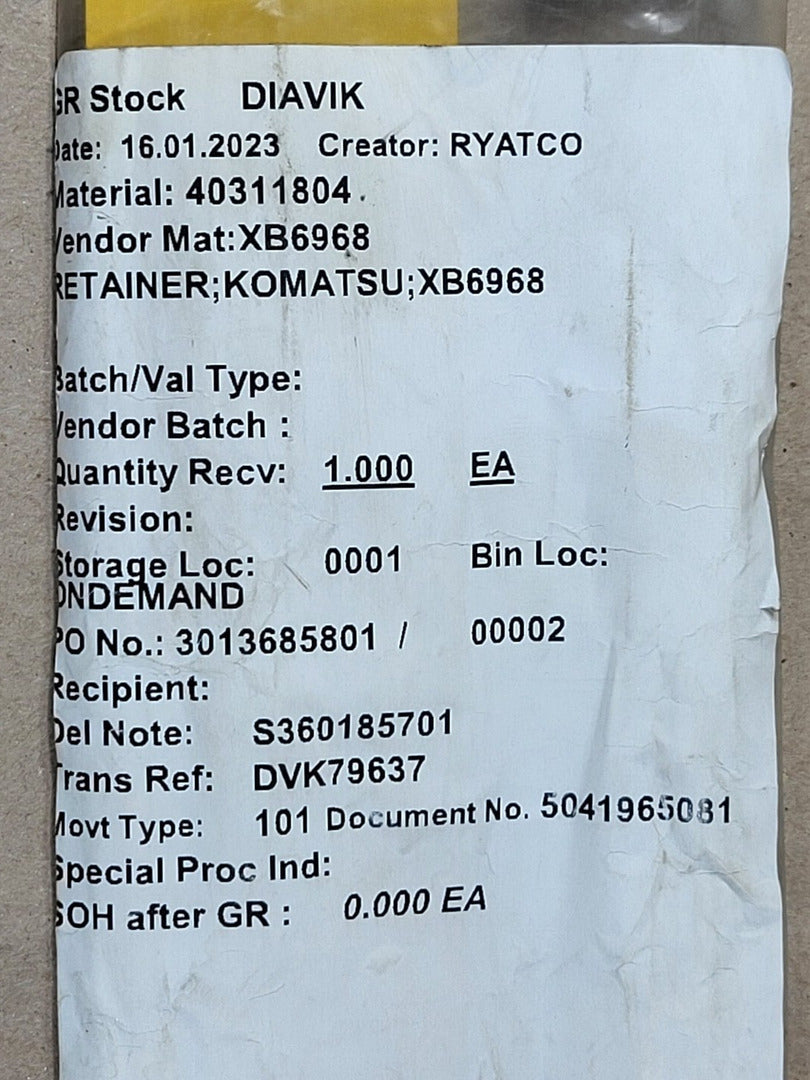 GR Stock DIAVIK
Date: 16.01.2023 Creator: RYATCO
Material: 40311804
Vendor Mat:XB6968
RETAINER;KOMATSU;XB6968
Batch/Val Type:
Vendor Batch :
Quantity Recv: 1.000 EA
Revision:
Storage Loc: 0001 Bin Loc:
ONDEMAND
PO No.: 3013685801 / 00002
Recipient:
Del Note: S360185701
Trans Ref: DVK79637
Movt Type: 101 Document No. 5041965081
Special Proc Ind:
SOH after GR : 0.000 EA